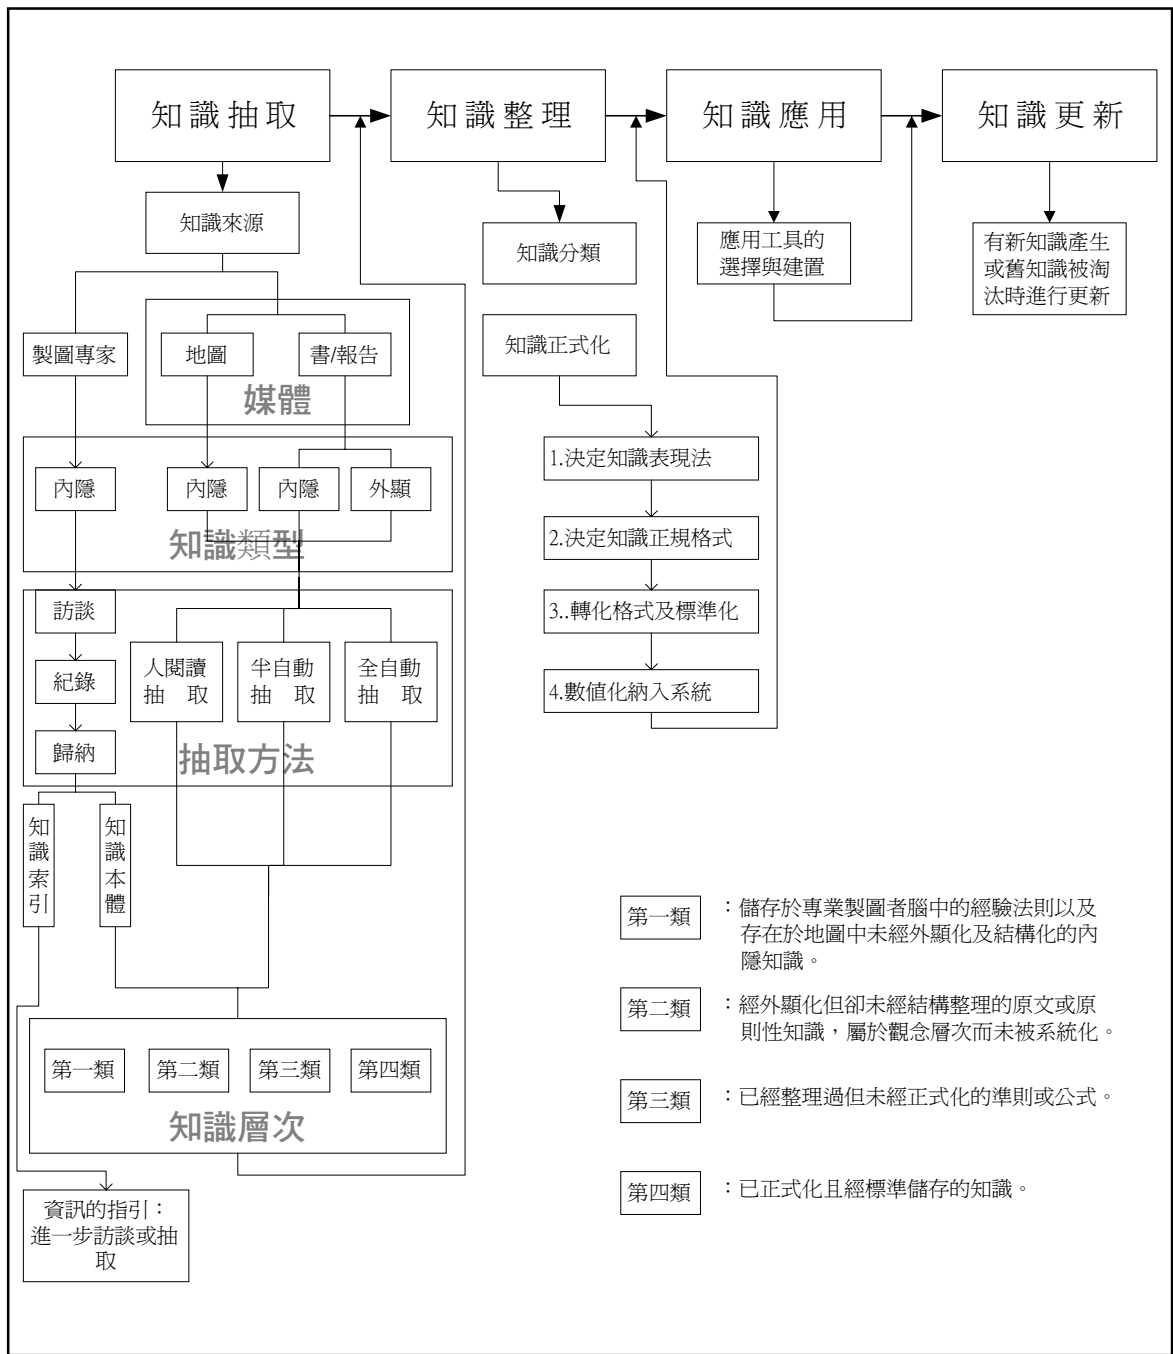 知識抽取
知識整理
知識應用
知識更新
知識來源
知識分類
應用工具的
選擇與建置
有新知識產生
或舊知識被淘
汰時進行更新
製圖專家
地圖
書/報告
媒體
知識正式化
內隱
內隱
內隱
外顯
知識類型
1.決定知識表現法
2.決定知識正規格式
3..轉化格式及標準化
4.數值化納入系統
訪談
紀錄
歸納
人閱讀
抽 取
半自動
抽 取
全自動
抽 取
抽取方法
知識索引
知識本體
第一類
第二類
第三類
第四類
知識層次
資訊的指引：
進一步訪談或抽
取
第一類
：儲存於專業製圖者腦中的經驗法則以及
存在於地圖中未經外顯化及結構化的內
隱知識。
第二類
：經外顯化但卻未經結構整理的原文或原
則性知識，屬於觀念層次而未被系統化。
第三類
：已經整理過但未經正式化的準則或公式。
第四類
：已正式化且經標準儲存的知識。